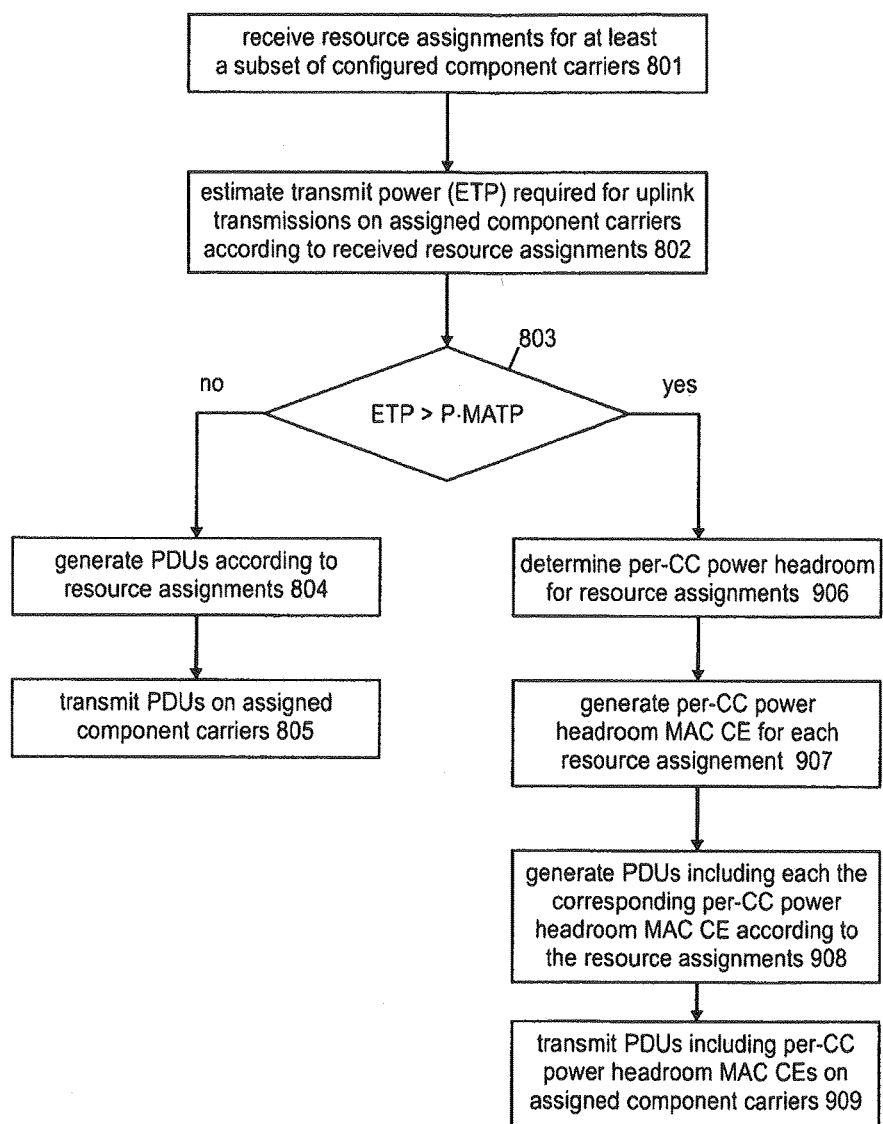 receive resource assignments for at least
a subset of configured component carriers 801
estimate transmit power (ETP) required for uplink
transmissions on assigned component carriers
according to received resource assignments 802
803
no
yes
ETP > P·MATP
generate PDUs according to
resource assignments 804
transmit PDUs on assigned
component carriers 805
determine per-CC power headroom
for resource assignments 906
generate per-CC power
headroom MAC CE for each
resource assignement 907
generate PDUs including each the
corresponding per-CC power
headroom MAC CE according to
the resource assignments 908
transmit PDUs including per-CC
power headroom MAC CEs on
assigned component carriers 909